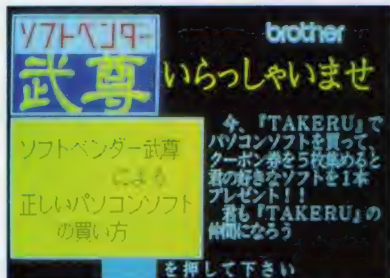 ソフトベンダー
武尊
brother
いらっしゃいませ
今、『TAKERU』で
パソコンソフトを買って、
クーポン券を5枚集めると
君の好きなソフトを1本
プレゼント!!
君も『TAKERU』の
仲間になろう
ソフトベンダー武尊
による
正しいパソコンソフト
の買い方
を押して下さい